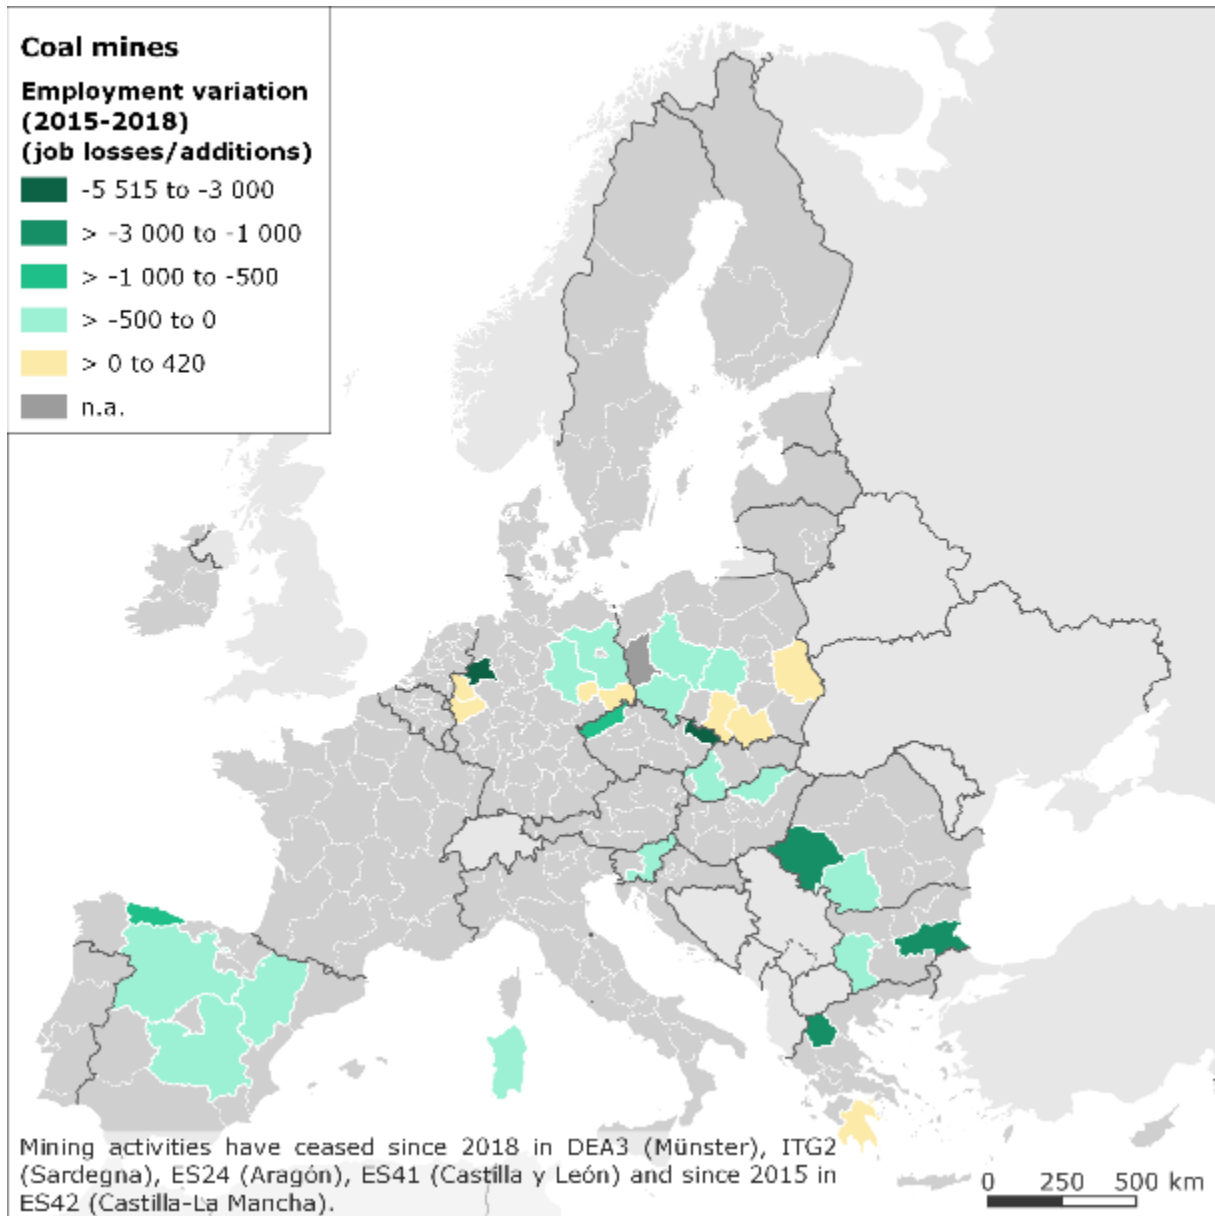 Coal mines
Employment variation
(2015-2018)
(job losses/additions)
-5 515 to -3 000
> -3 000 to -1 000
> -1 000 to -500
> -500 to 0
> 0 to 420
n.a.
Mining activities have ceased since 2018 in DEA3 (Münster), ITG2
(Sardegna), ES24 (Aragón), ES41 (Castilla y León) and since 2015 in
ES42 (Castilla-La Mancha).
0 250 500 km